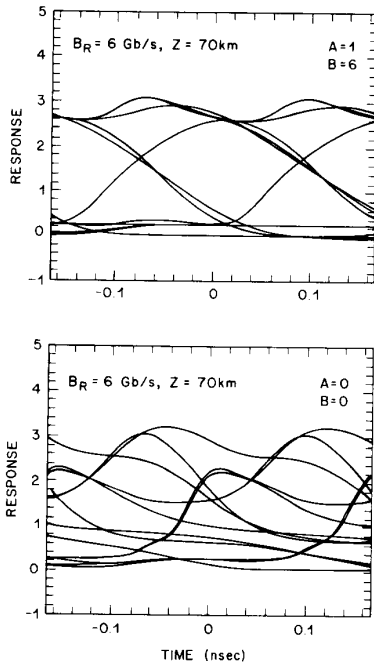 B_R = 6 Gb/s, Z = 70km
A=1
B=6
RESPONSE
5
4
3
2
1
0
-1
-0.1
0
0.1
B_R = 6 Gb/s, Z = 70km
A=0
B=0
RESPONSE
5
4
3
2
1
0
-1
-0.1
0
0.1
TIME (nsec)